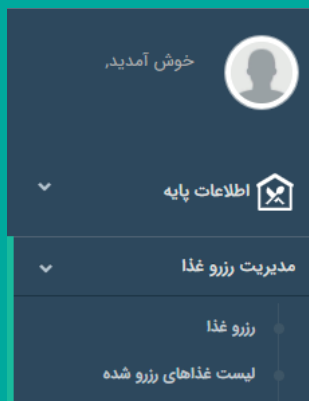 خوش آمدید,
اطلاعات پایه
مدیریت رزرو غذا
رزرو غذا
لیست غذاهای رزرو شده